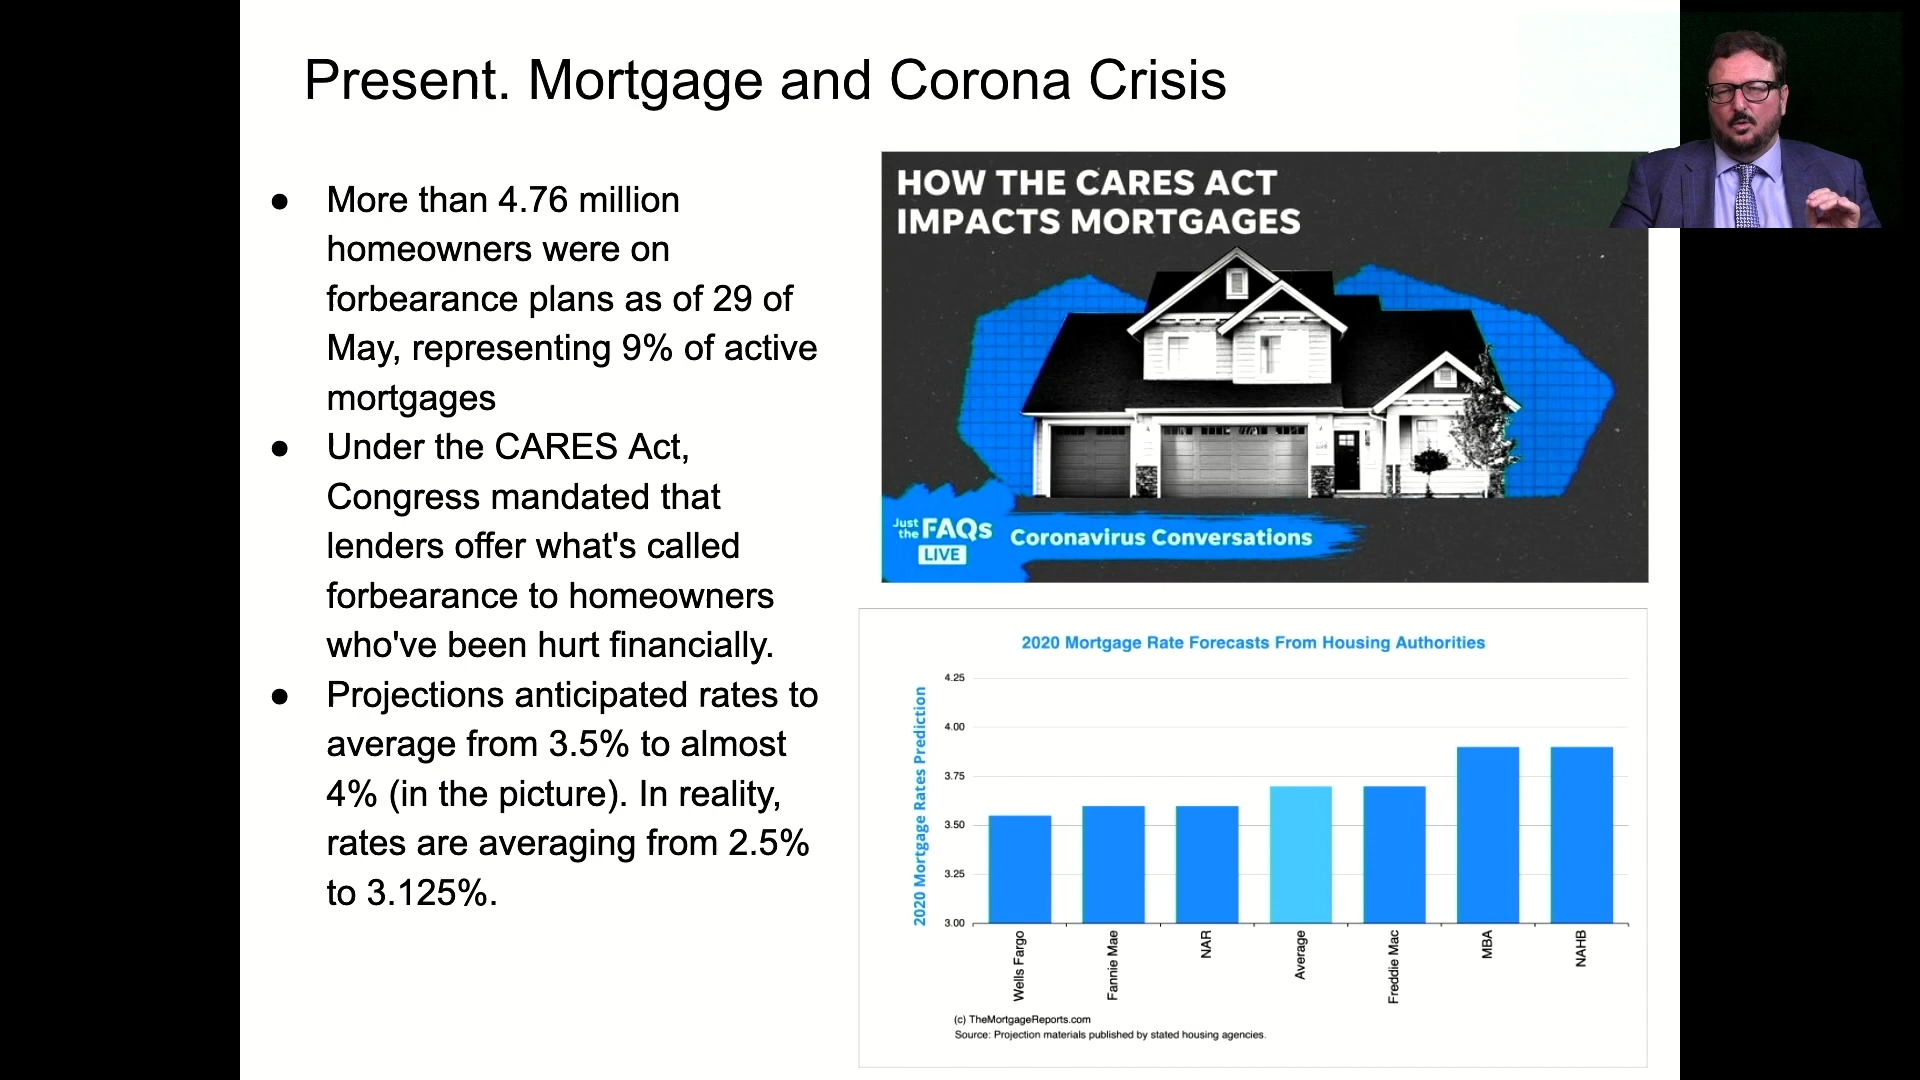 Present. Mortgage and Corona Crisis
● More than 4.76 million
homeowners were on
forbearance plans as of 29 of
May, representing 9% of active
mortgages
● Under the CARES Act,
Congress mandated that
lenders offer what's called
forbearance to homeowners
who've been hurt financially.
● Projections anticipated rates to
average from 3.5% to almost
4% (in the picture). In reality,
rates are averaging from 2.5%
to 3.125%.
HOW THE CARES ACT
IMPACTS MORTGAGES
Just
the FAQs
LIVE
Coronavirus Conversations
2020 Mortgage Rate Forecasts From Housing Authorities
2020 Mortgage Rates Prediction
4.25
4.00
3.75
3.50
3.25
3.00
Wells Fargo
Fannie Mae
NAR
Average
Freddie Mac
MBA
NAHB
(c) TheMortgageReports.com
Source: Projection materials published by stated housing agencies.